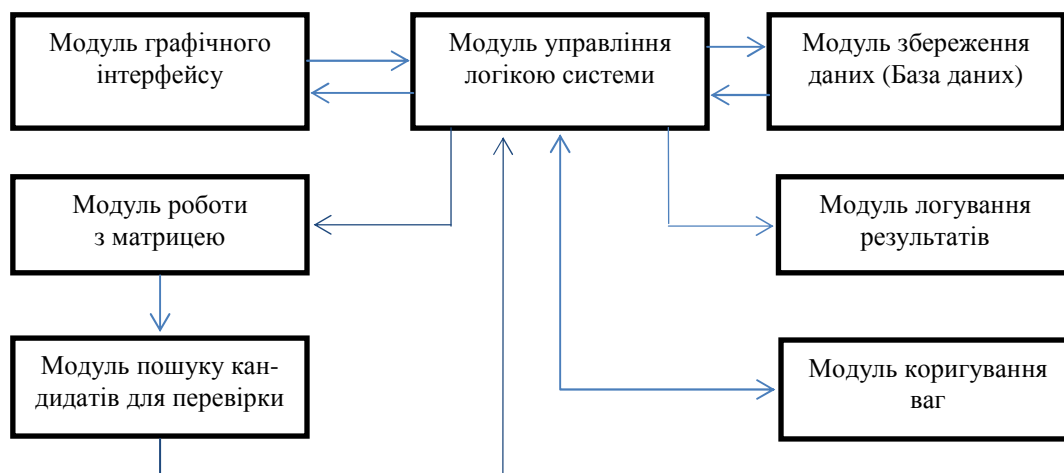 Модуль графічного
інтерфейсу
Модуль управління
логікою системи
Модуль збереження
даних (База даних)
Модуль роботи
з матрицею
Модуль логування
результатів
Модуль пошуку кан-
дидатів для перевірки
Модуль коригування
ваг